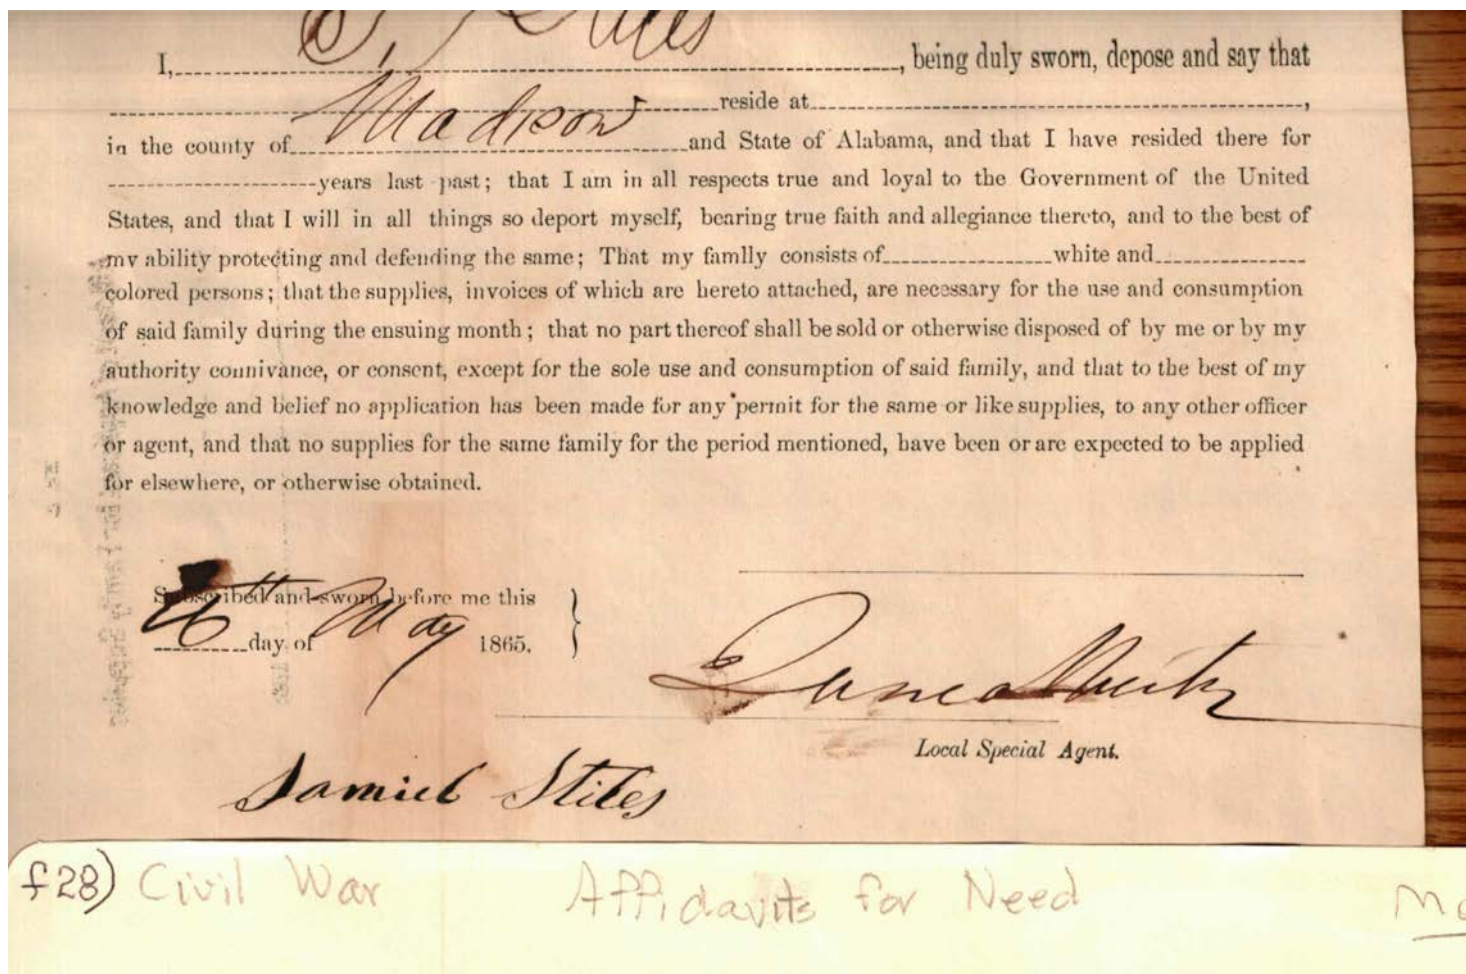 I, S. Stiles, being duly sworn, depose and say that
reside at,
in the county of Madison and State of Alabama, and that I have resided there for
years last past; that I am in all respects true and loyal to the Government of the United
States, and that I will in all things so deport myself, bearing true faith and allegiance thereto, and to the best of
my ability protecting and defending the same; That my famlly consists of white and
colored persons; that the supplies, invoices of which are hereto attached, are necessary for the use and consumption
of said family during the ensuing month; that no part thereof shall be sold or otherwise disposed of by me or by my
authority connivance, or consent, except for the sole use and consumption of said family, and that to the best of my
knowledge and belief no application has been made for any permit for the same or like supplies, to any other officer
or agent, and that no supplies for the same family for the period mentioned, have been or are expected to be applied
for elsewhere, or otherwise obtained.
Subscribed and sworn before me this
6th day of May 1865.
Local Special Agent.
Samiel Stiles
f28) Civil War Affidavits for Need